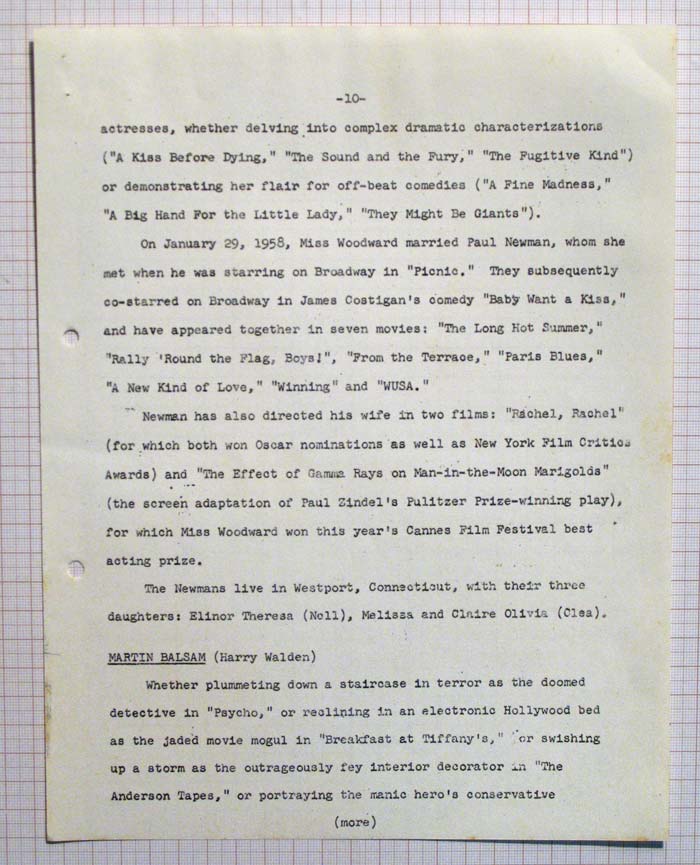 -10-
actresses, whether delving into complex dramatic characterizations
("A Kiss Before Dying," "The Sound and the Fury," "The Fugitive Kind")
or demonstrating her flair for off-beat comedies ("A Fine Madness,"
"A Big Hand For the Little Lady," "They Might Be Giants").
On January 29, 1958, Miss Woodward married Paul Newman, whom she
met when he was starring on Broadway in "Picnic." They subsequently
co-starred on Broadway in James Costigan's comedy "Baby Want a Kiss,"
and have appeared together in seven movies: "The Long Hot Summer,"
"Rally 'Round the Flag, Boys!", "From the Terrace," "Paris Blues,"
"A New Kind of Love," "Winning" and "WUSA."
Newman has also directed his wife in two films: "Rachel, Rachel"
(for which both won Oscar nominations as well as New York Film Critics
Awards) and "The Effect of Gamma Rays on Man-in-the-Moon Marigolds"
(the screen adaptation of Paul Zindel's Pulitzer Prize-winning play),
for which Miss Woodward won this year's Cannes Film Festival best
acting prize.
The Newmans live in Westport, Connecticut, with their three
daughters: Elinor Theresa (Nell), Melissa and Claire Olivia (Clea).
MARTIN BALSAM (Harry Walden)
Whether plummeting down a staircase in terror as the doomed
detective in "Psycho," or reclining in an electronic Hollywood bed
as the jaded movie mogul in "Breakfast at Tiffany's," or swishing
up a storm as the outrageously fey interior decorator in "The
Anderson Tapes," or portraying the manic hero's conservative
(more)